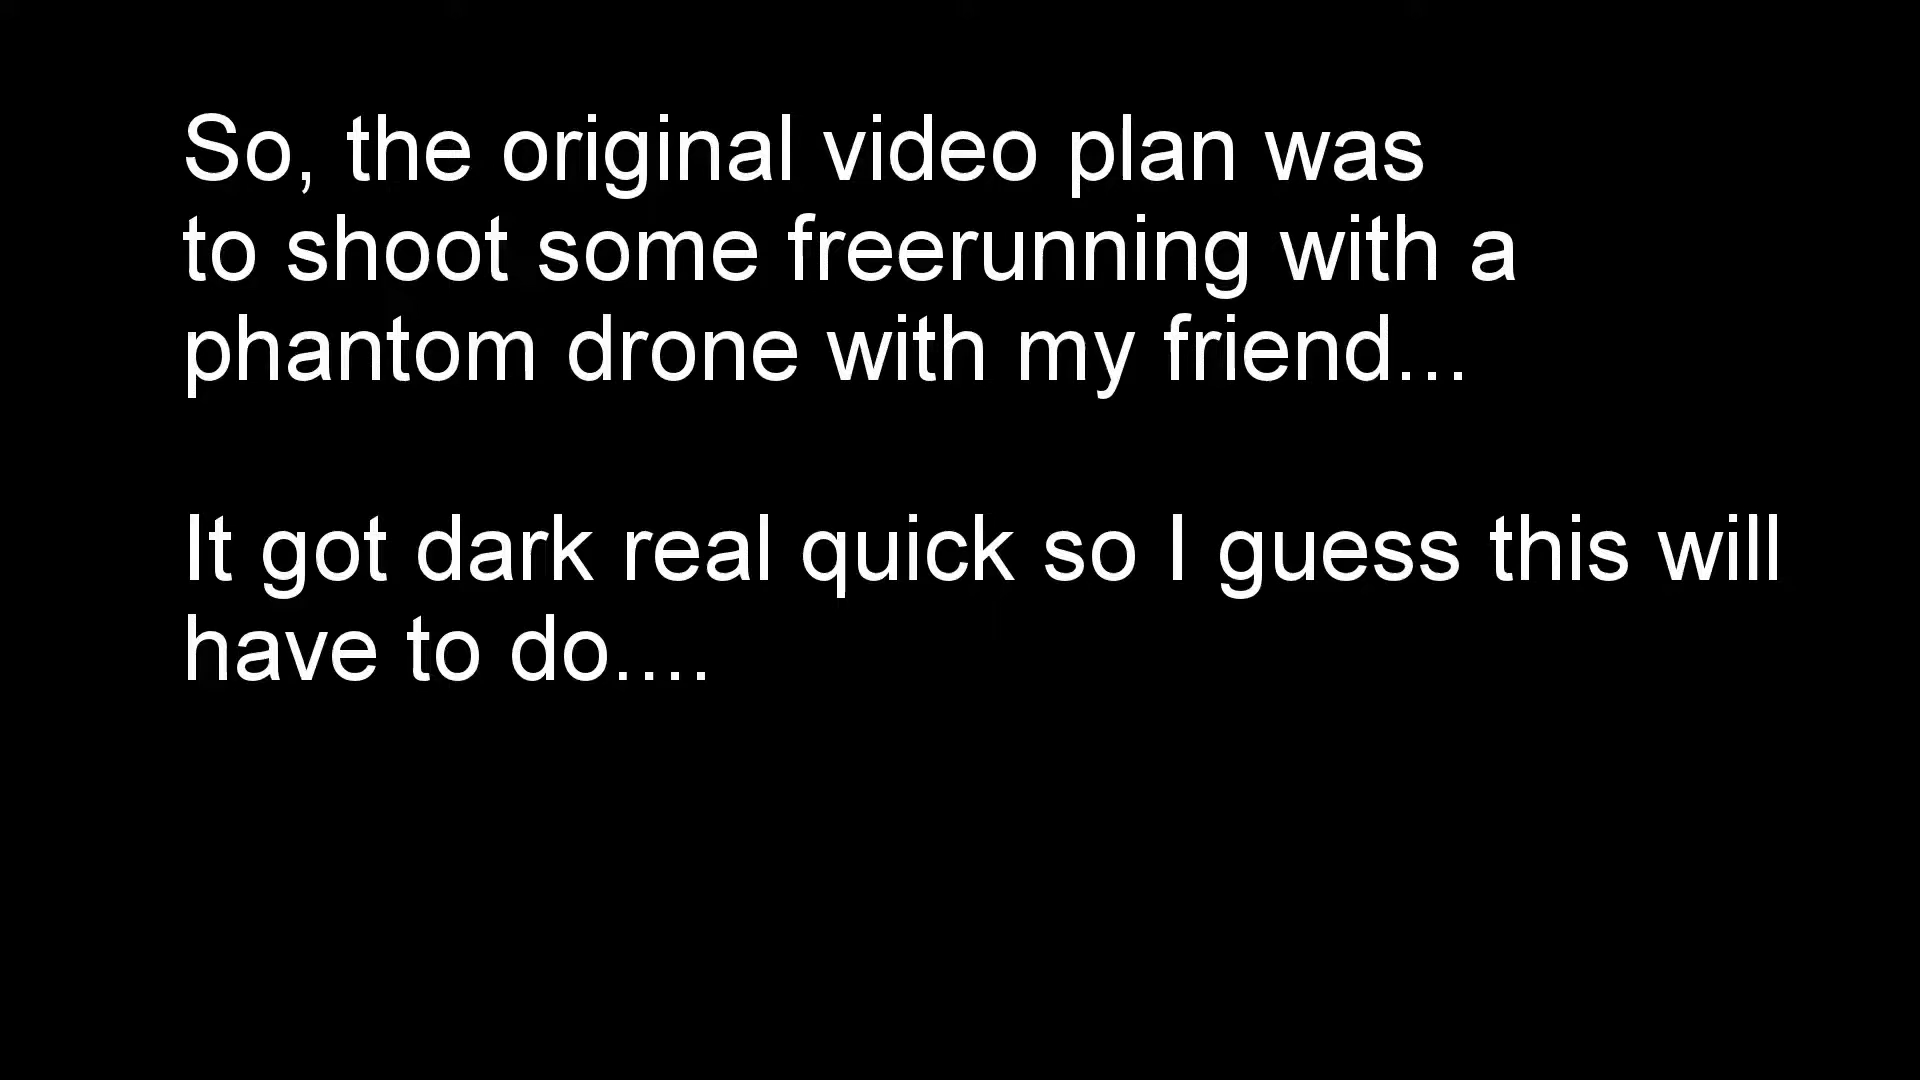 So, the original video plan was
to shoot some freerunning with a
phantom drone with my friend...
It got dark real quick so I guess this will
have to do....